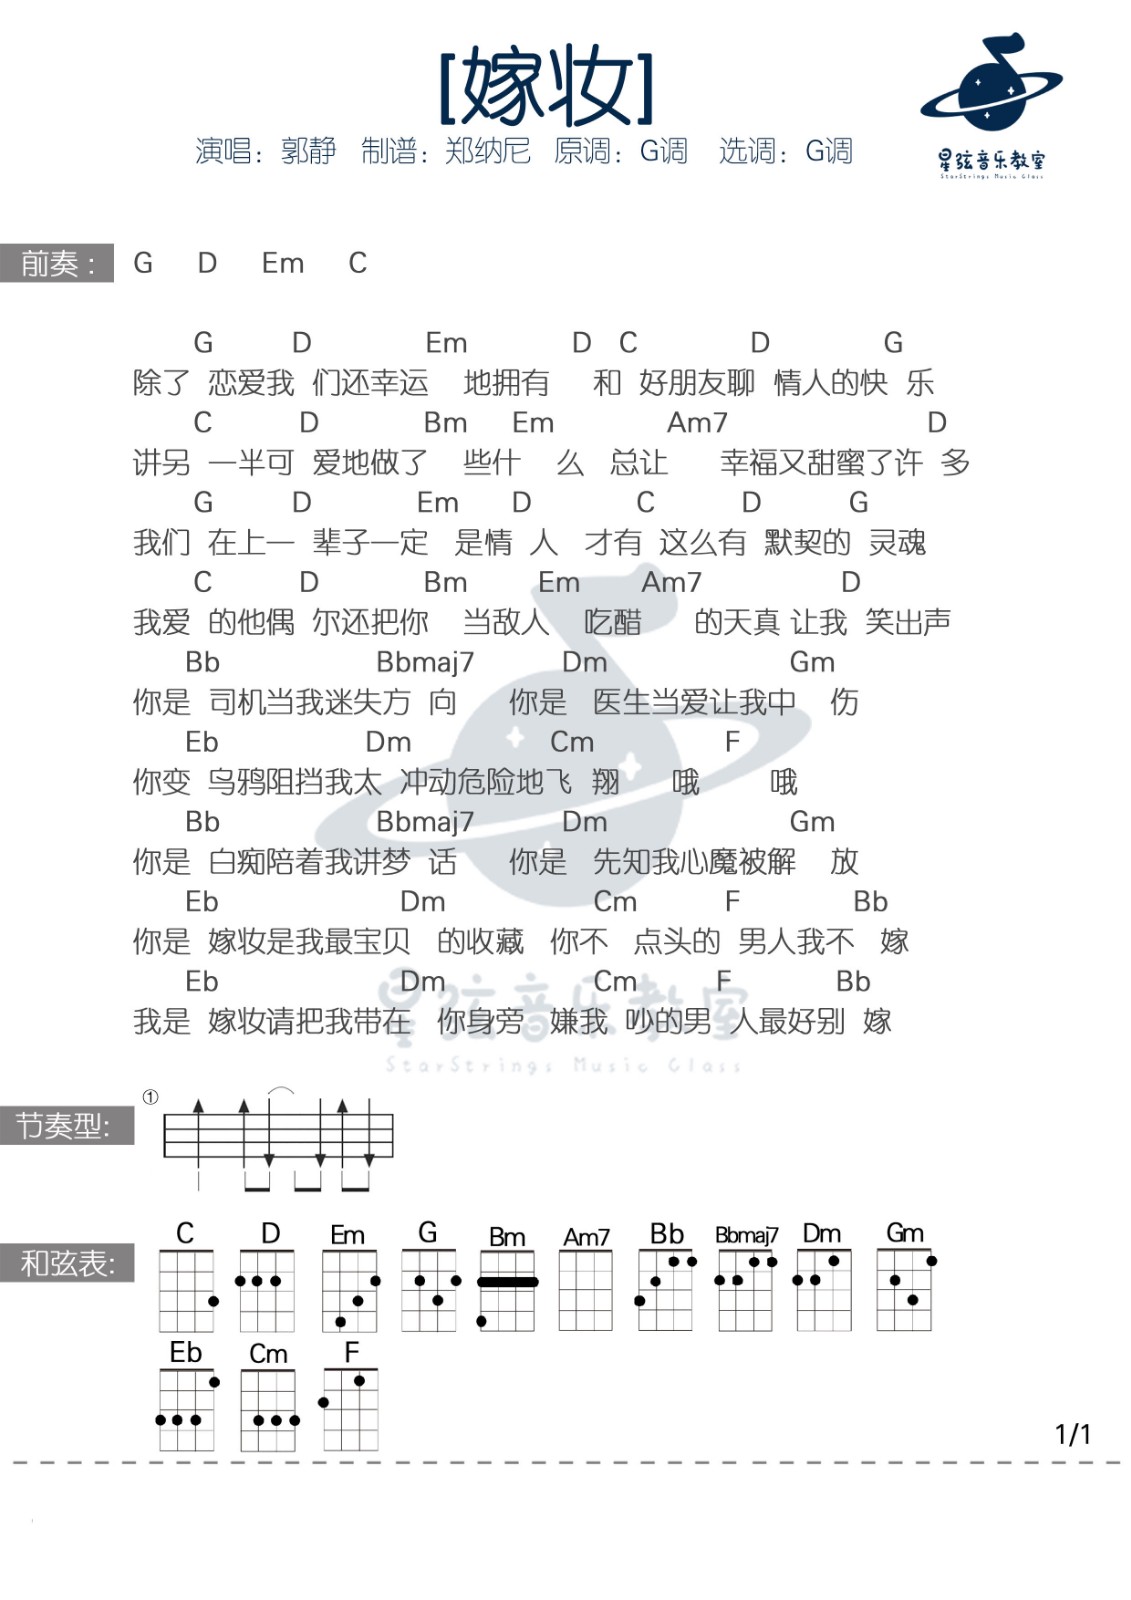 [嫁妆]
演唱：郭静 制谱：郑纳尼 原调：G调 选调：G调
星弦音乐教室
StarStrings Music Class
前奏： G D Em C
G D Em D C D G
除了 恋爱我 们还幸运 地拥有 和 好朋友聊 情人的快 乐
C D Bm Em Am7 D
讲另 一半可 爱地做了 些什 么 总让 幸福又甜蜜了许 多
G D Em D C D G
我们 在上一 辈子一定 是情 人 才有 这么有 默契的 灵魂
C D Bm Em Am7 D
我爱 的他偶 尔还把你 当敌人 吃醋 的天真 让我 笑出声
Bb Bbmaj7 Dm Gm
你是 司机当我迷失方 向 你是 医生当爱让我中 伤
Eb Dm Cm F
你变 乌鸦阻挡我太 冲动危险地飞 翔 哦 哦
Bb Bbmaj7 Dm Gm
你是 白痴陪着我讲梦 话 你是 先知我心魔被解 放
Eb Dm Cm F Bb
你是 嫁妆是我最宝贝 的收藏 你不 点头的 男人我不 嫁
Eb Dm Cm F Bb
我是 嫁妆请把我带在 你身旁 嫌我 吵的男 人最好别 嫁
星弦音乐教室
StarStrings Music Class
节奏型: ①
和弦表: C D Em G Bm Am7 Bb Bbmaj7 Dm Gm
Eb Cm F
1/1